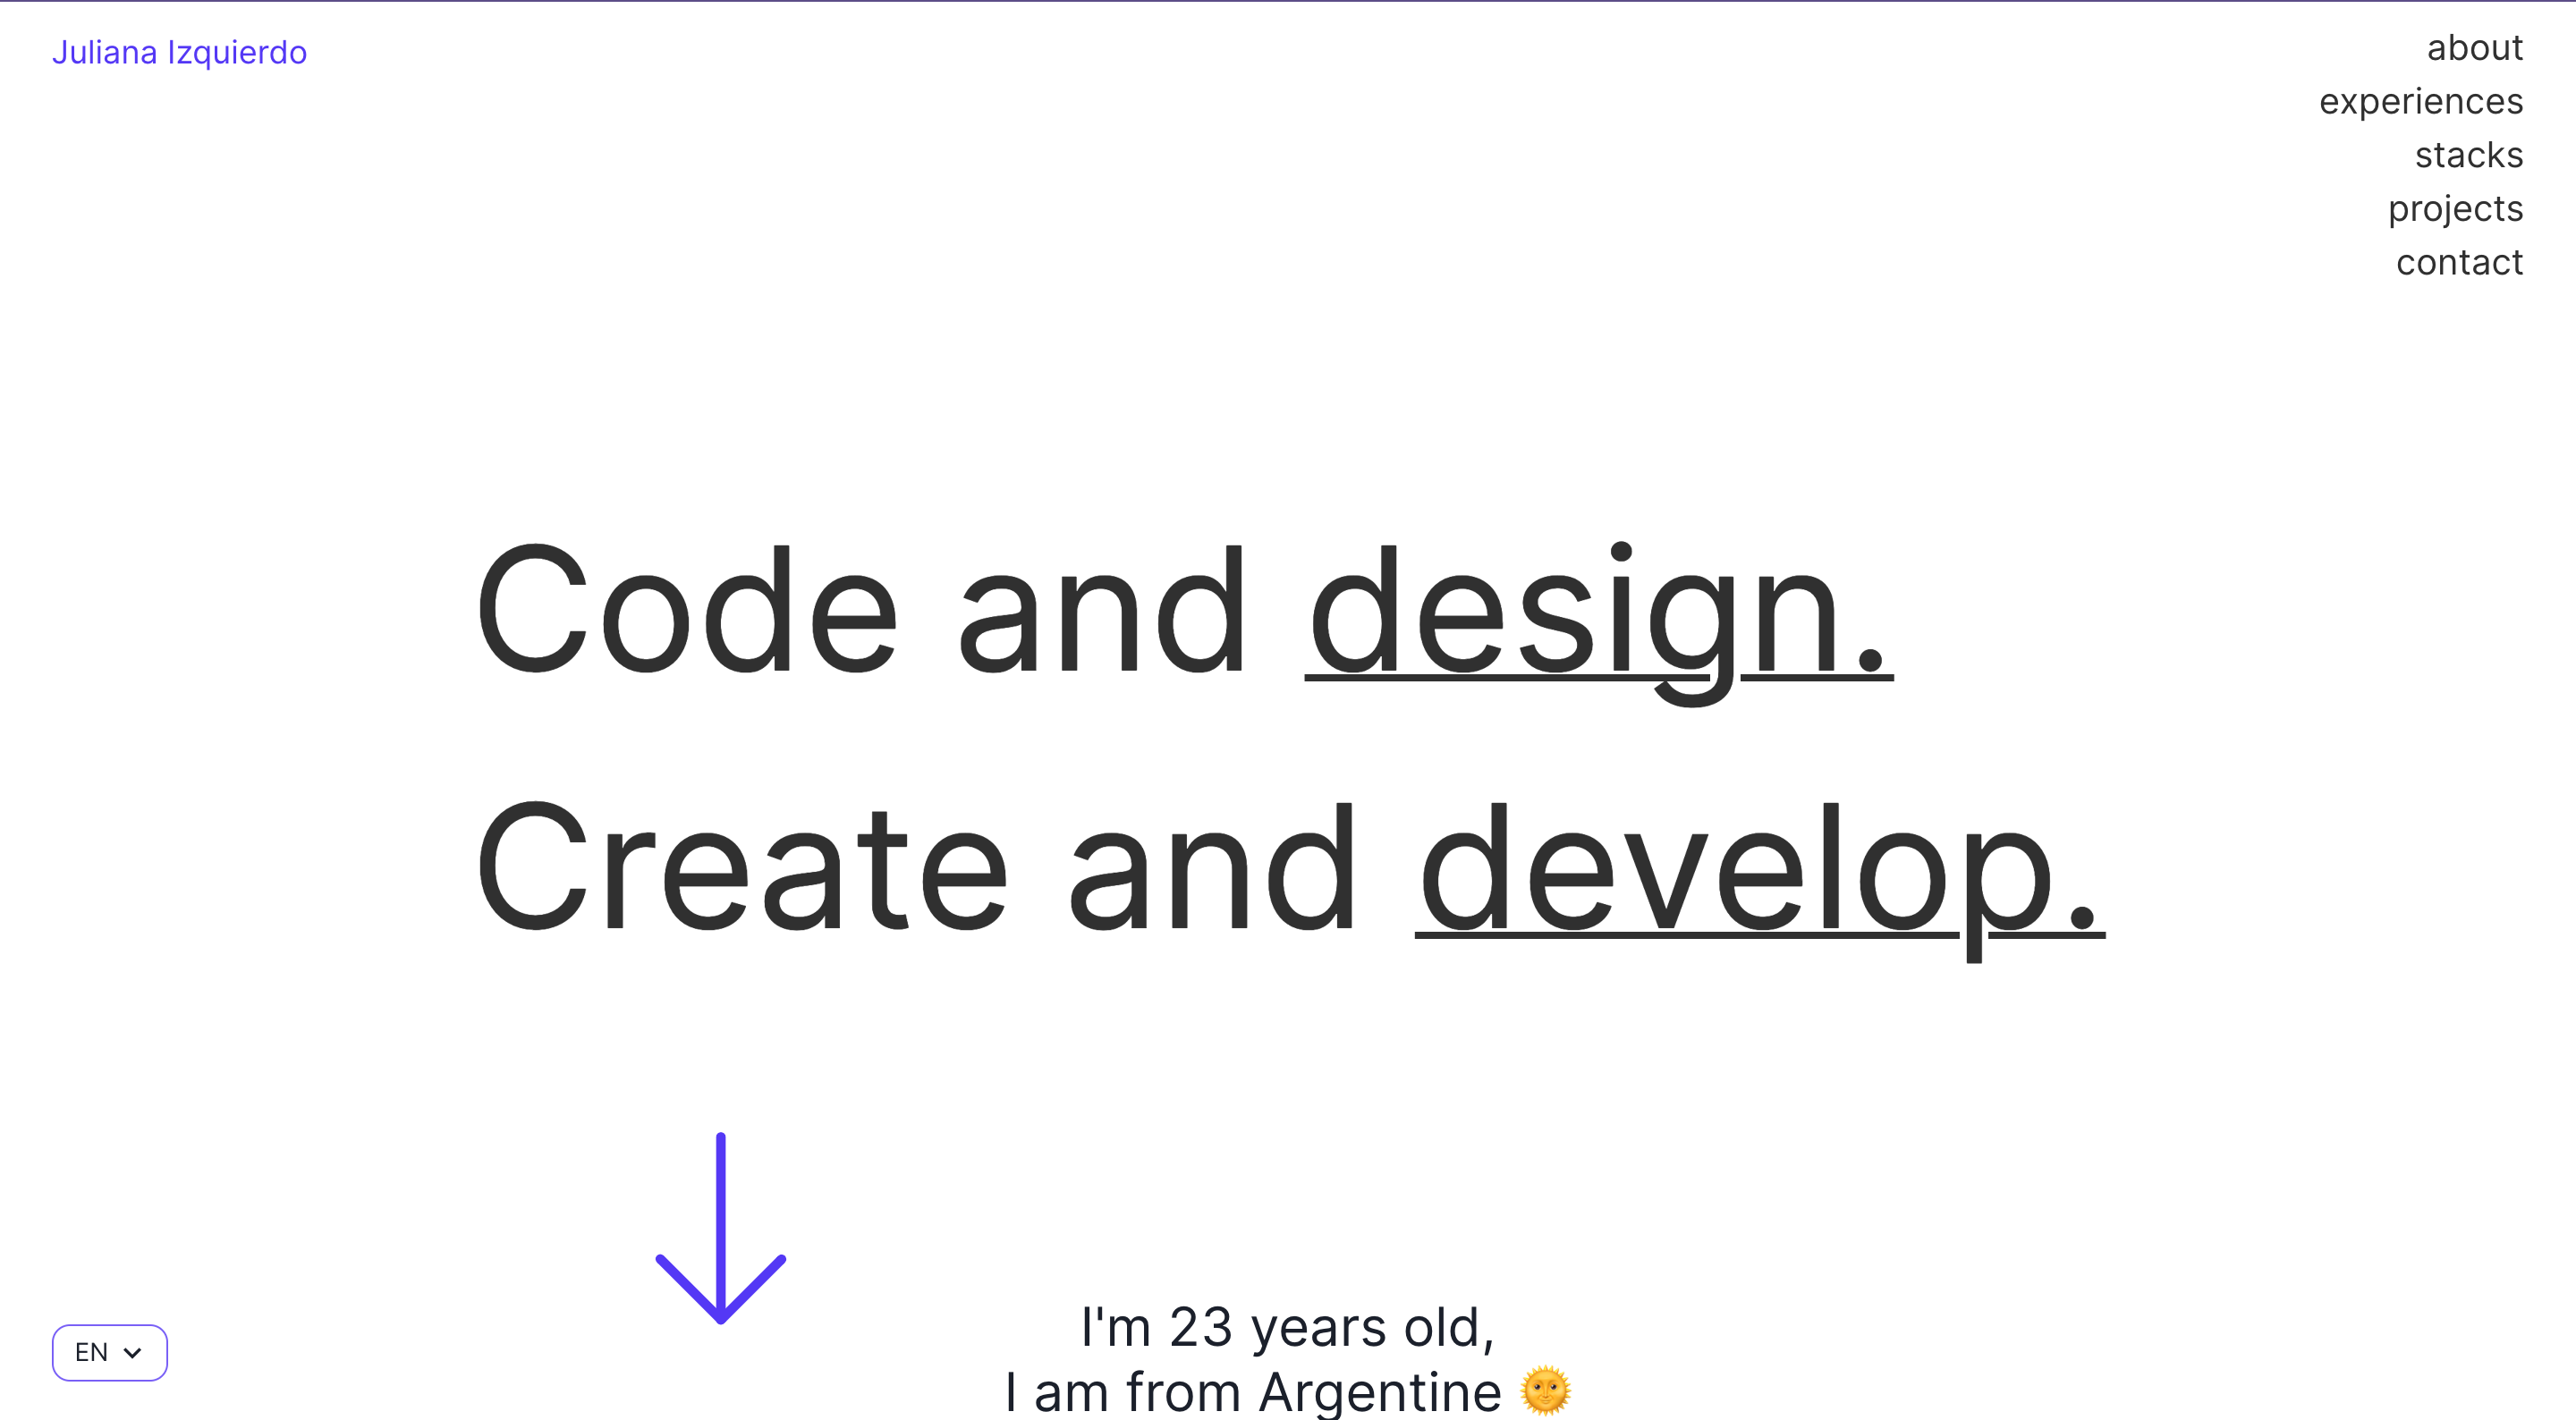 Juliana Izquierdo
about
experiences
stacks
projects
contact
Code and design.
Create and develop.
I'm 23 years old,
I am from Argentine 🌞
EN